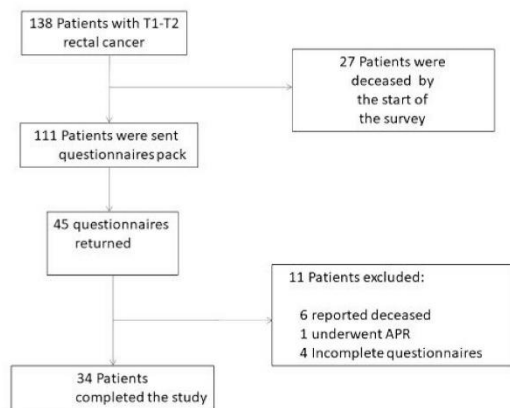 138 Patients with T1-T2
rectal cancer
27 Patients were
deceased by
the start of
the survey
111 Patients were sent
questionnaires pack
45 questionnaires
returned
11 Patients excluded:
6 reported deceased
1 underwent APR
4 Incomplete questionnaires
34 Patients
completed the study